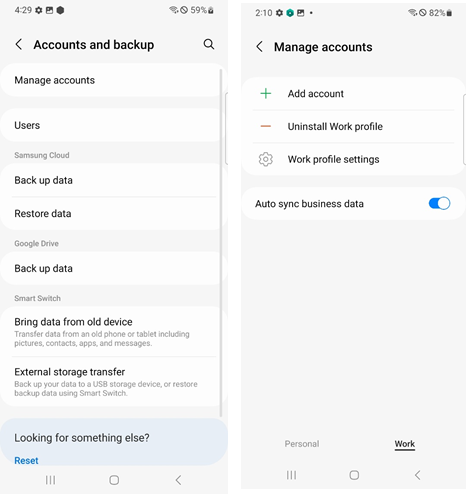 4:29 59%
Accounts and backup
Manage accounts
Users
Samsung Cloud
Back up data
Restore data
Google Drive
Back up data
Smart Switch
Bring data from old device
Transfer data from an old phone or tablet including
pictures, contacts, apps, and messages.
External storage transfer
Back up your data to a USB storage device, or restore
backup data using Smart Switch.
Looking for something else?
Reset
2:10 82%
Manage accounts
Add account
Uninstall Work profile
Work profile settings
Auto sync business data
Personal Work